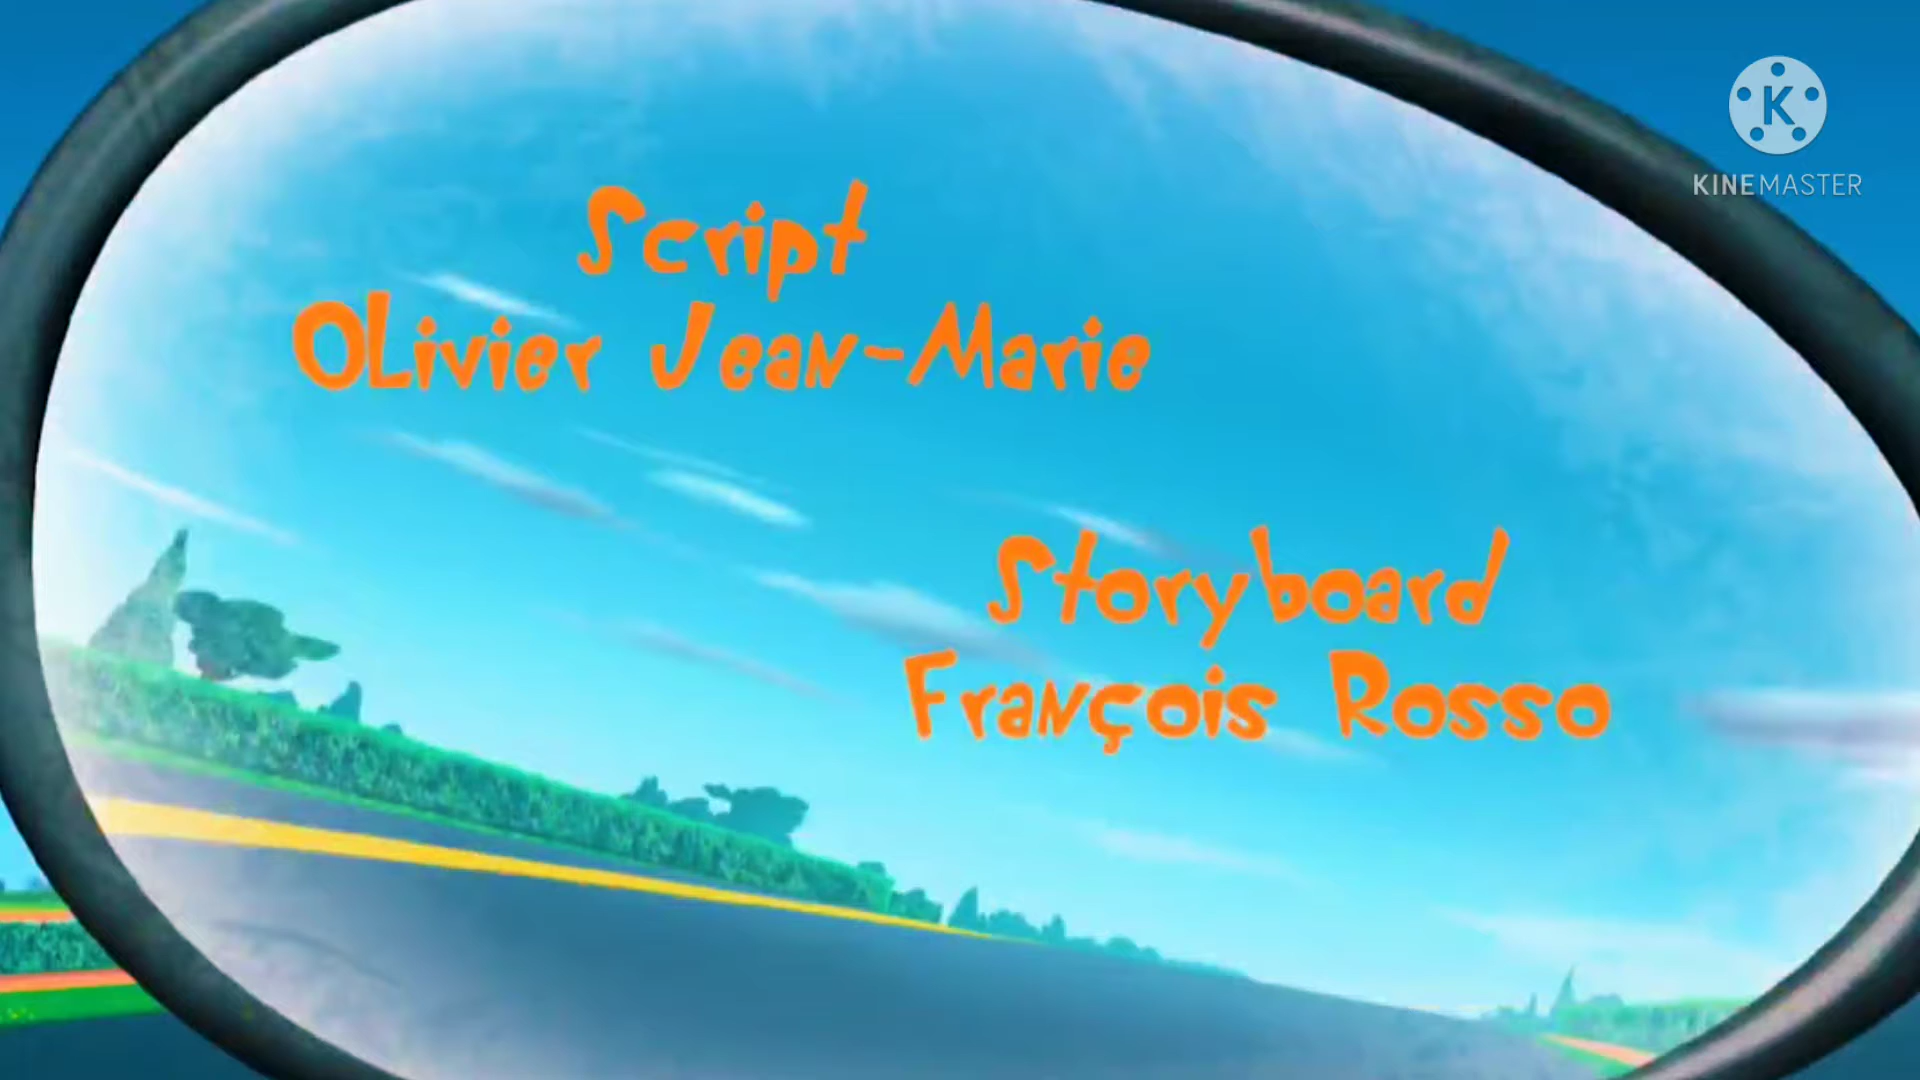 KINEMASTER
Script
OLivier Jean-Marie
Storyboard
François Rosso